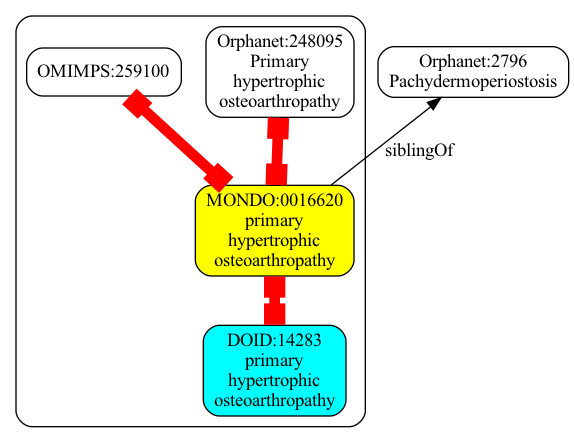 OMIMPS:259100
Orphanet:248095
Primary
hypertrophic
osteoarthropathy
Orphanet:2796
Pachydermoperiostosis
siblingOf
MONDO:0016620
primary
hypertrophic
osteoarthropathy
DOID:14283
primary
hypertrophic
osteoarthropathy